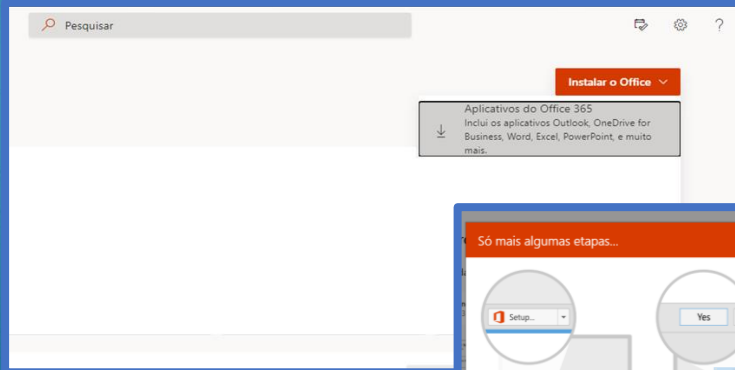 Pesquisar
Instalar o Office
Aplicativos do Office 365
Inclui os aplicativos Outlook, OneDrive for
Business, Word, Excel, PowerPoint, e muito
mais.
Só mais algumas etapas...
Setup...
Yes